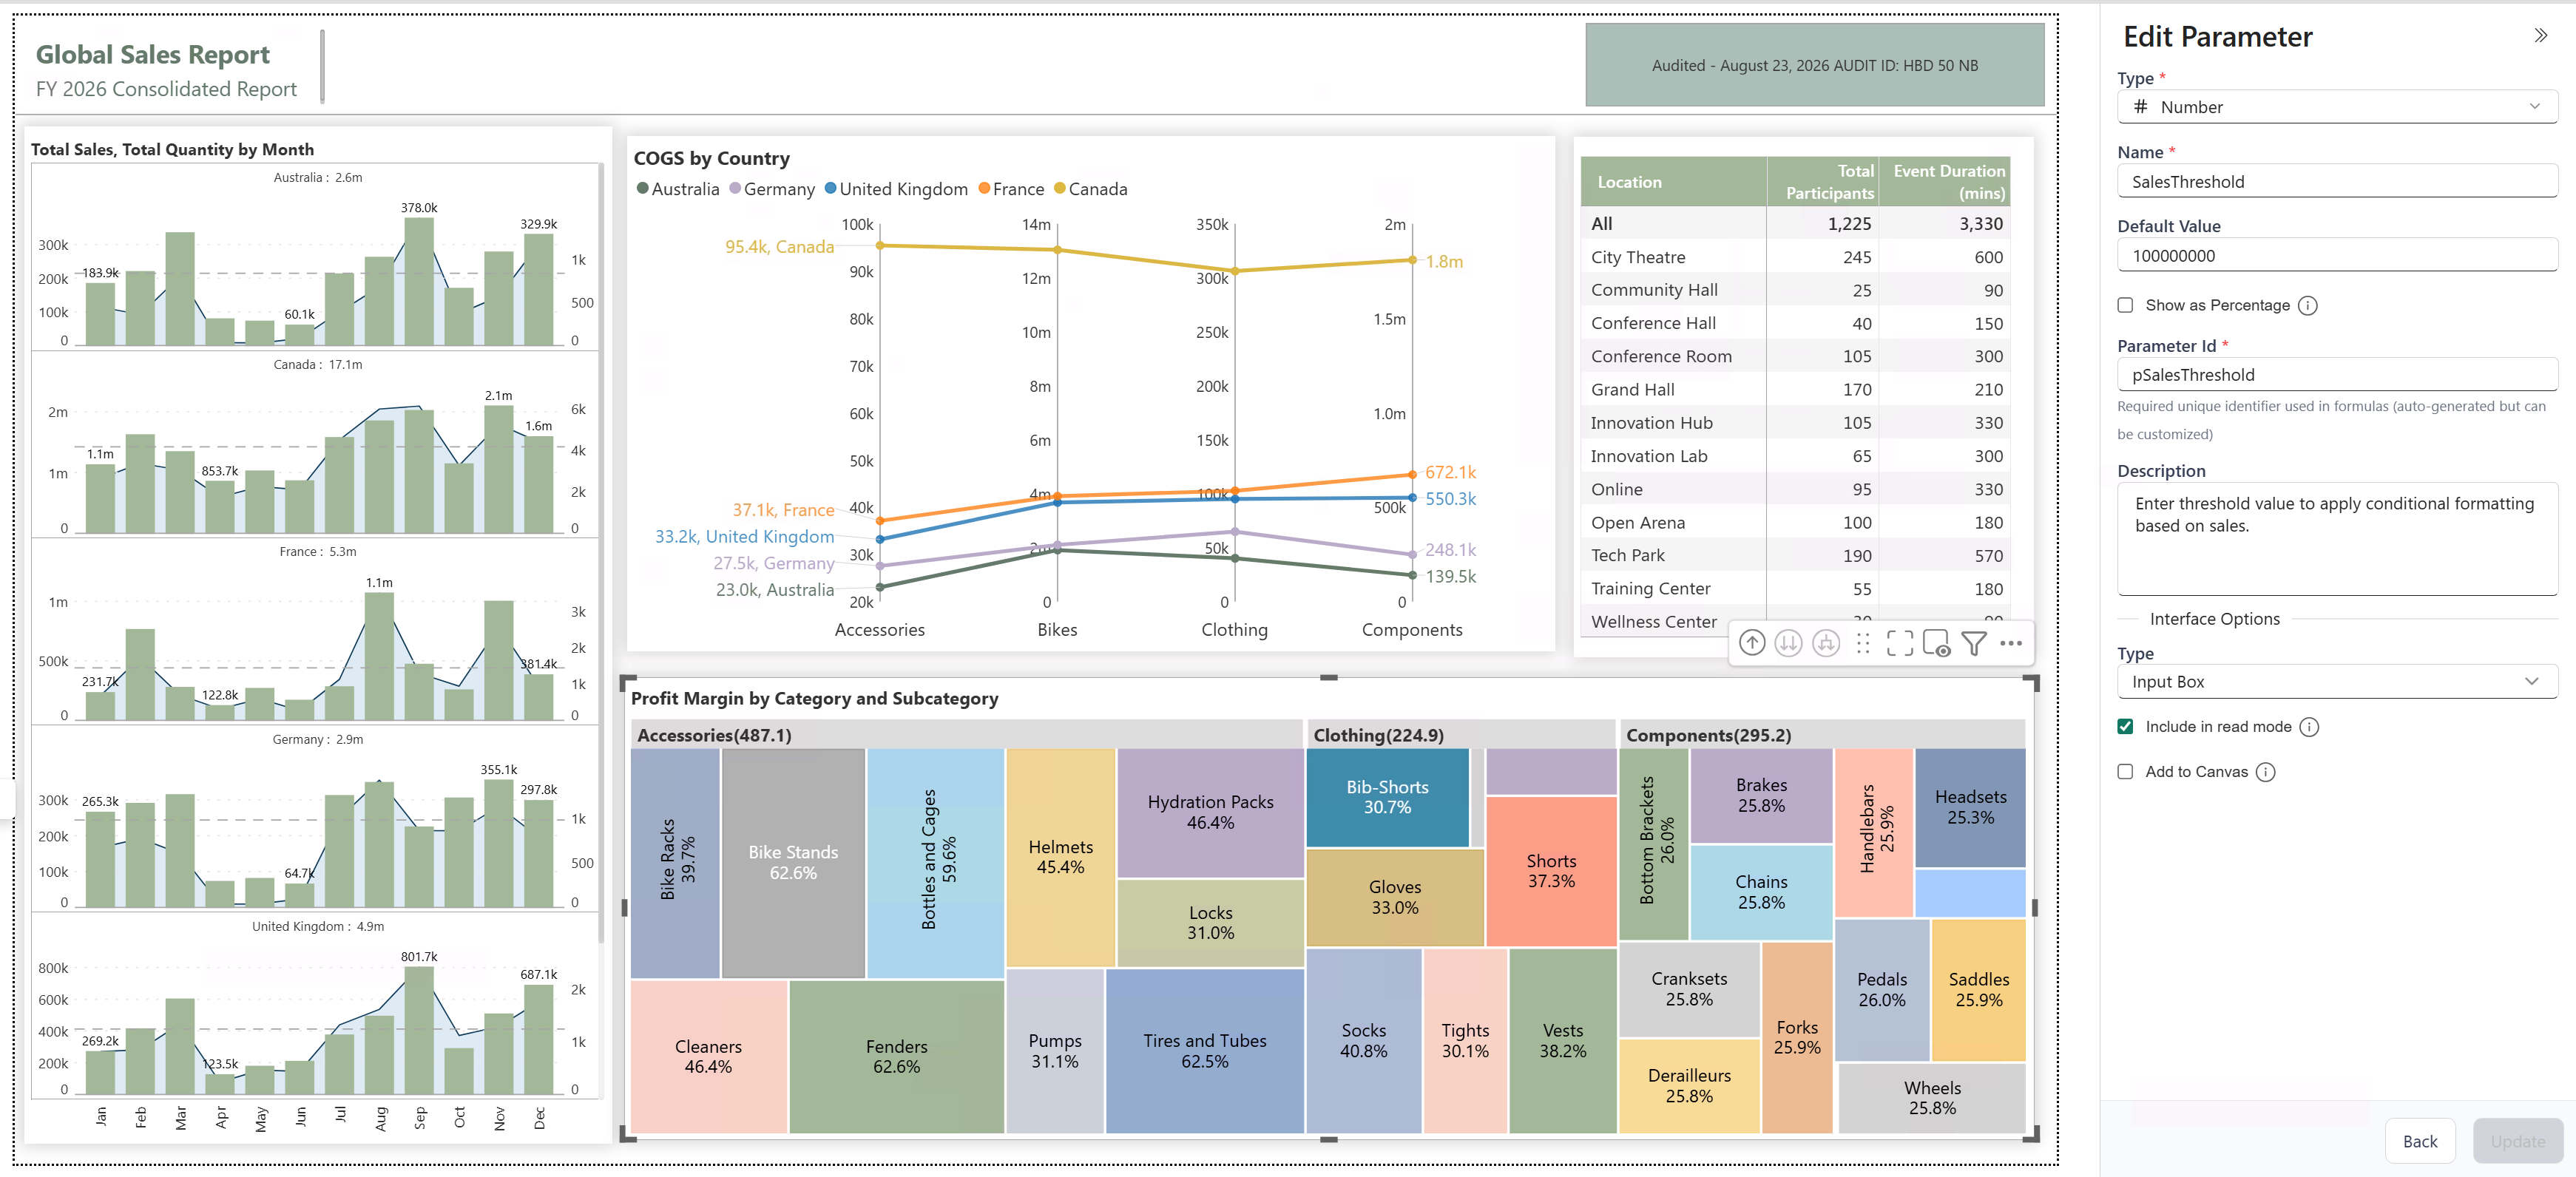 Global Sales Report
FY 2026 Consolidated Report
Audited - August 23, 2026 AUDIT ID: HBD 50 NB
Total Sales, Total Quantity by Month
Australia : 2.6m
378.0k
329.9k
300k
183.9k
1k
200k
500
100k
60.1k
0
0
Canada : 17.1m
2.1m
2m
6k
1.6m
1.1m
4k
1m
853.7k
2k
0
0
France : 5.3m
1.1m
1m
3k
2k
500k
381.4k
231.7k
122.8k
1k
0
0
Germany : 2.9m
355.1k
297.8k
300k
265.3k
1k
200k
500
100k
64.7k
0
0
United Kingdom : 4.9m
801.7k
800k
687.1k
600k
2k
400k
269.2k
1k
200k
123.5k
0
0
Jan
Feb
Mar
Apr
May
Jun
Jul
Aug
Sep
Oct
Nov
Dec
COGS by Country
Australia Germany United Kingdom France Canada
100k
14m
350k
2m
95.4k, Canada
1.8m
90k
12m
300k
80k
10m
250k
1.5m
70k
8m
200k
60k
1.0m
6m
150k
50k
672.1k
4m
100k
550.3k
37.1k, France
40k
500k
33.2k, United Kingdom
30k
2m
50k
248.1k
27.5k, Germany
139.5k
23.0k, Australia
20k
0
0
0
Accessories
Bikes
Clothing
Components
Location Total Participants Event Duration (mins)
All 1,225 3,330
City Theatre 245 600
Community Hall 25 90
Conference Hall 40 150
Conference Room 105 300
Grand Hall 170 210
Innovation Hub 105 330
Innovation Lab 65 300
Online 95 330
Open Arena 100 180
Tech Park 190 570
Training Center 55 180
Wellness Center
Profit Margin by Category and Subcategory
Accessories(487.1)
Bike Racks
39.7%
Bike Stands
62.6%
Bottles and Cages
59.6%
Helmets
45.4%
Hydration Packs
46.4%
Locks
31.0%
Cleaners
46.4%
Fenders
62.6%
Pumps
31.1%
Tires and Tubes
62.5%
Clothing(224.9)
Bib-Shorts
30.7%
Gloves
33.0%
Shorts
37.3%
Socks
40.8%
Tights
30.1%
Vests
38.2%
Components(295.2)
Bottom Brackets
26.0%
Brakes
25.8%
Chains
25.8%
Handlebars
25.9%
Headsets
25.3%
Cranksets
25.8%
Derailleurs
25.8%
Forks
25.9%
Pedals
26.0%
Saddles
25.9%
Wheels
25.8%
Edit Parameter
Type *
# Number
Name *
SalesThreshold
Default Value
100000000
Show as Percentage
Parameter Id *
pSalesThreshold
Required unique identifier used in formulas (auto-generated but can
be customized)
Description
Enter threshold value to apply conditional formatting
based on sales.
Interface Options
Type
Input Box
Include in read mode
Add to Canvas
Back
Update